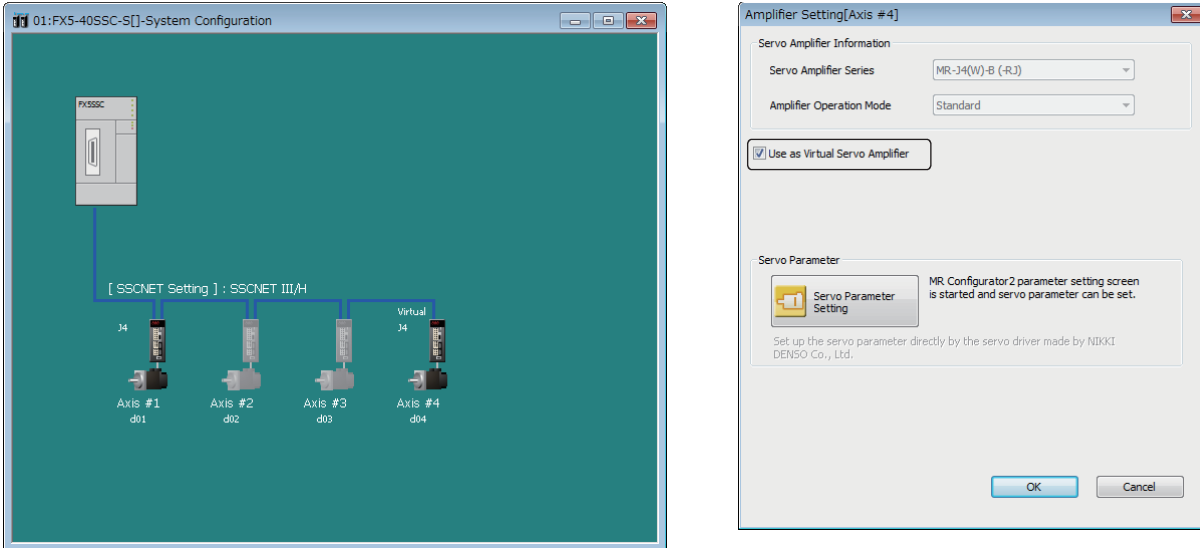 01:FX5-40SSC-S[]-System Configuration
FX5SSC
[ SSCNET Setting ] : SSCNET III/H
Virtual
J4
J4
Axis #1
Axis #2
Axis #3
Axis #4
d01
d02
d03
d04
Amplifier Setting[Axis #4]
Servo Amplifier Information
Servo Amplifier Series
MR-J4(W)-B (-RJ)
Amplifier Operation Mode
Standard
Use as Virtual Servo Amplifier
Servo Parameter
Servo Parameter
Setting
MR Configurator2 parameter setting screen
is started and servo parameter can be set.
Set up the servo parameter directly by the servo driver made by NIKKI
DENSO Co., Ltd.
OK
Cancel